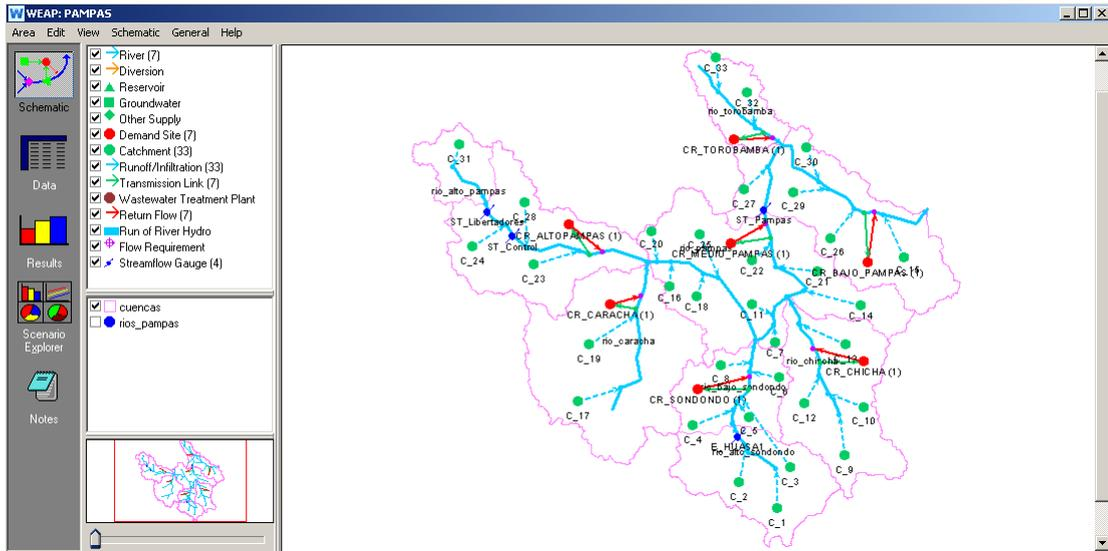 WEAP: PAMPAS
Area Edit View Schematic General Help
Schematic
Data
Results
Scenario
Explorer
Notes
River (7)
Diversion
Reservoir
Groundwater
Other Supply
Demand Site (7)
Catchment (33)
Runoff/Infiltration (33)
Transmission Link (7)
Wastewater Treatment Plant
Return Flow (7)
Run of River Hydro
Flow Requirement
Streamflow Gauge (4)
cuencas
rios_pampas
C_33
C_32
rio_torobamba
CR_TOROBAMBA (1)
C_30
C_31
rio_alto_pampas
C_27
C_29
C_28
ST_Libertadores
ST_Pampas
CR_ALTOPAMPAS (1)
ST_Control
C_20
C_26
C_24
CR_MEDIO_PAMPAS (1)
C_23
C_22
CR_BAJO_PAMPAS (1)
C_21
C_16
C_18
C_11
C_14
CR_CARACHA (1)
rio_caracha
C_19
C_7
CR_CHICHA (1)
C_8
rio_bajo_sondondo
CR_SONDONDO (1)
C_17
C_12
C_10
C_4
C_5
E_HUASA1
rio_alto_sondondo
C_9
C_3
C_2
C_1